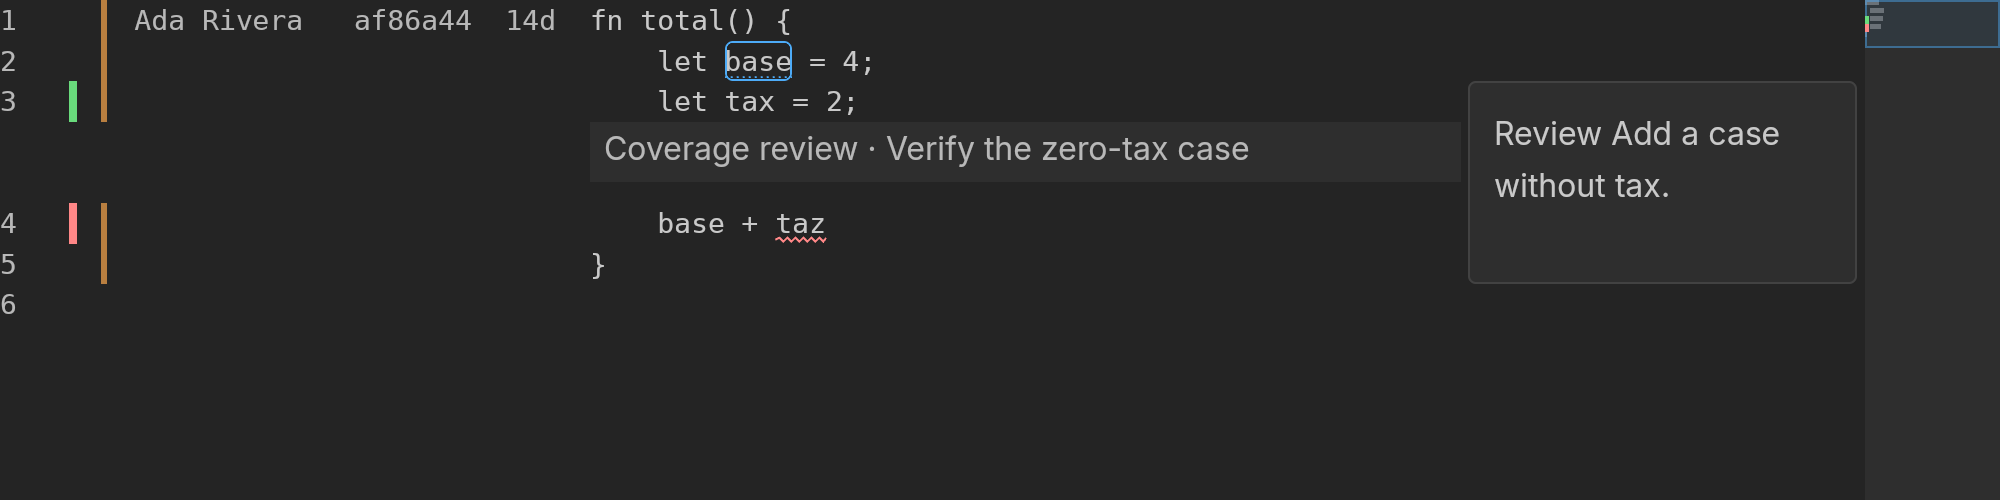 1 Ada Rivera af86a44 14d fn total() {
2 let base = 4;
3 let tax = 2;
Coverage review · Verify the zero-tax case
4 base + taz
5 }
6
Review Add a case
without tax.